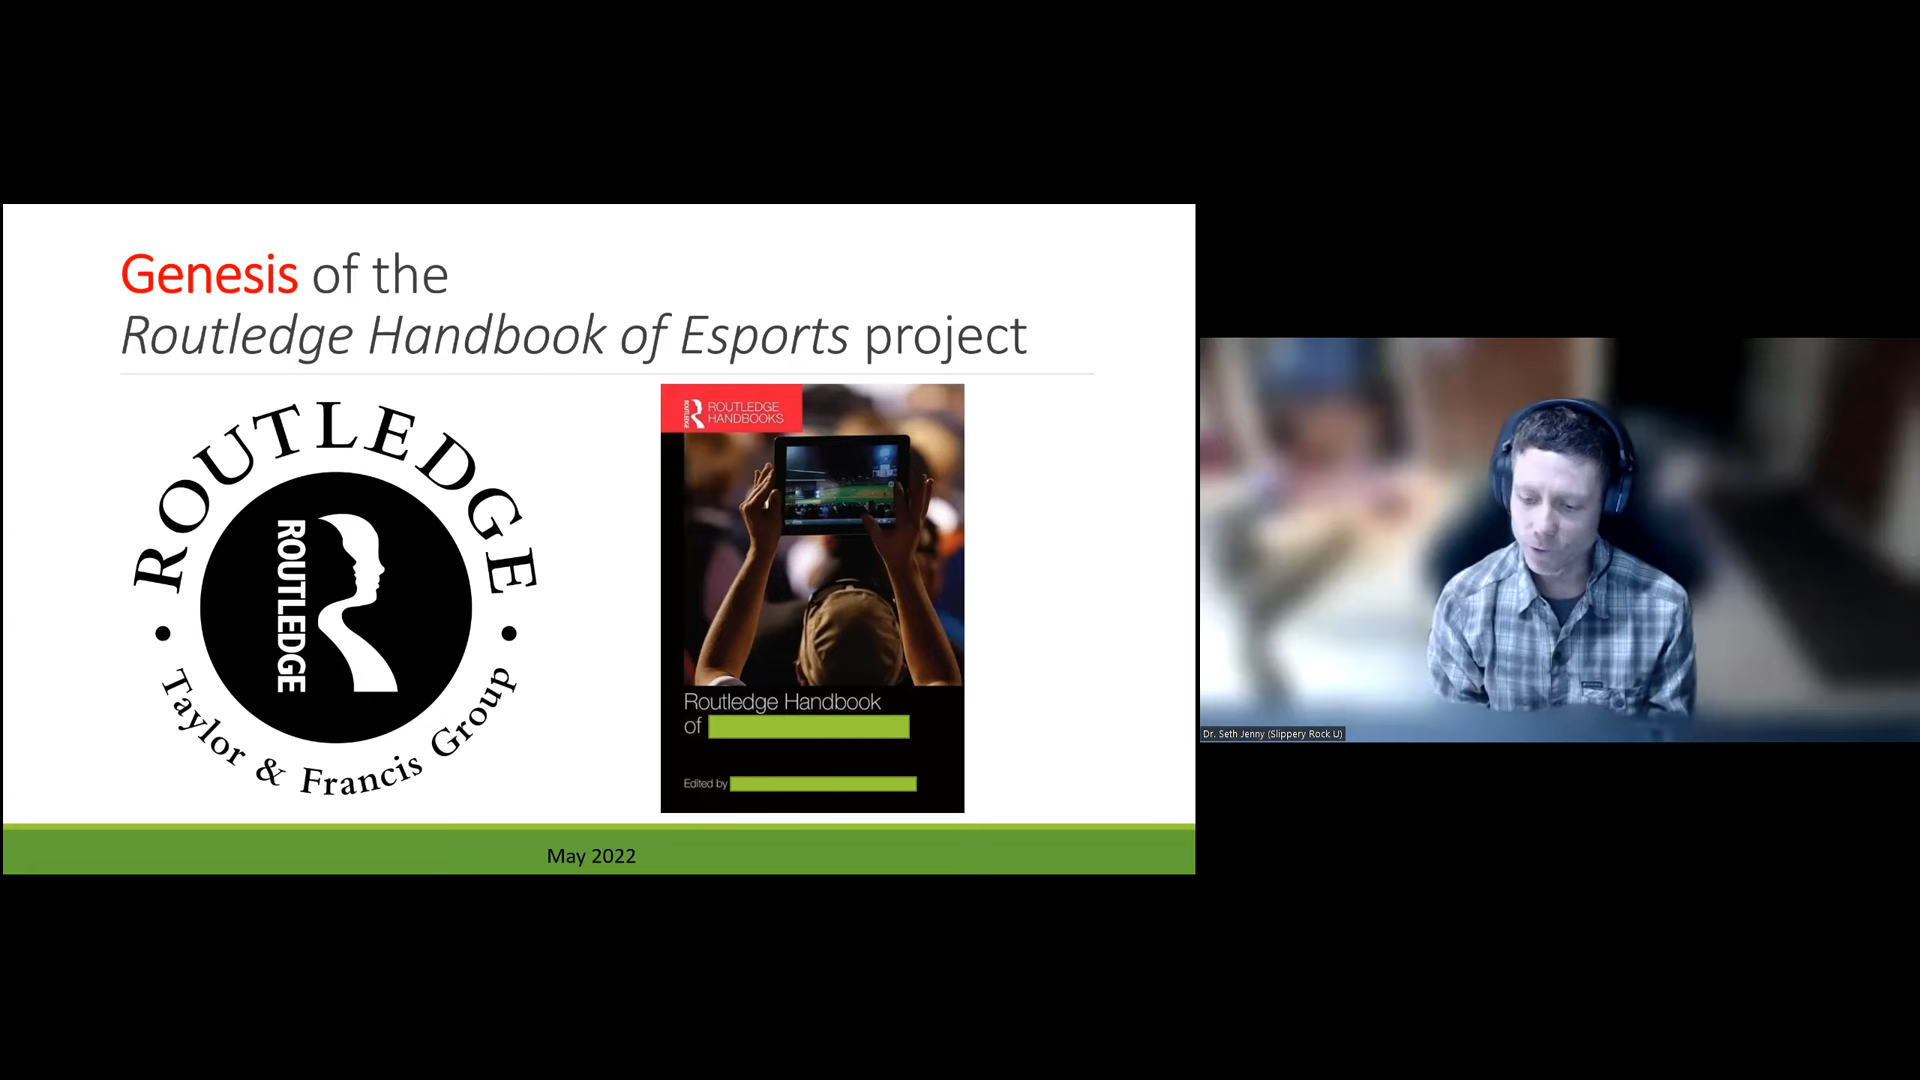 Genesis of the
Routledge Handbook of Esports project
ROUTLEDGE
ROUTLEDGE
• Taylor & Francis Group •
ROUTLEDGE
ROUTLEDGE
HANDBOOKS
Routledge Handbook
of
Edited by
May 2022
Dr. Seth Jenny (Slippery Rock U)